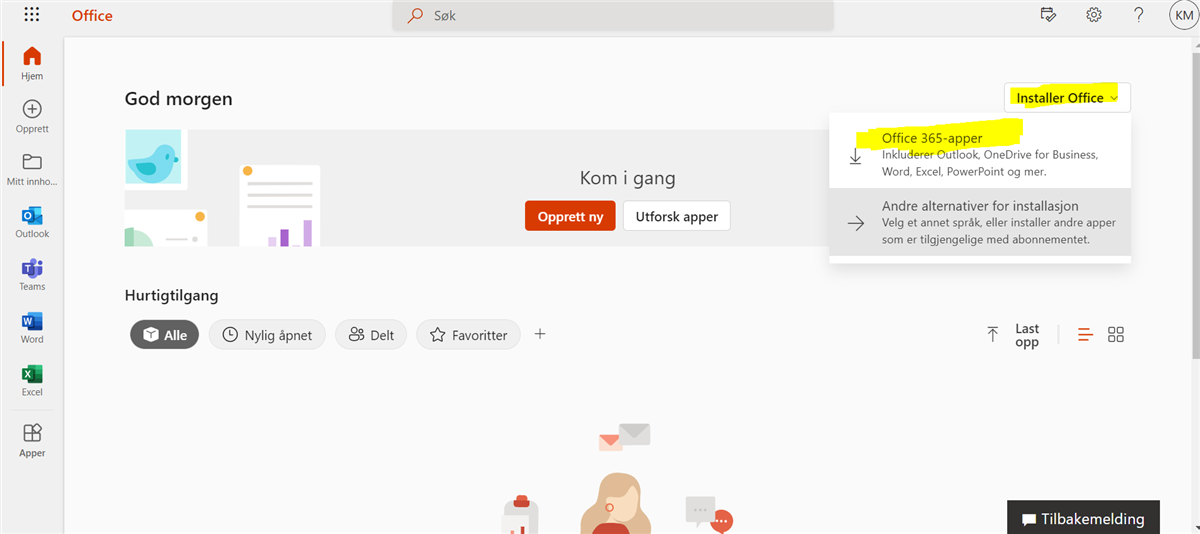 Office
Søk
KM
Hjem
Opprett
Mitt innho...
Outlook
Teams
Word
Excel
Apper
God morgen
Installer Office
Office 365-apper
Inkluderer Outlook, OneDrive for Business,
Word, Excel, PowerPoint og mer.
Andre alternativer for installasjon
Velg et annet språk, eller installer andre apper
som er tilgjengelige med abonnementet.
Kom i gang
Opprett ny
Utforsk apper
Hurtigtilgang
Alle
Nylig åpnet
Delt
Favoritter
Last
opp
Tilbakemelding